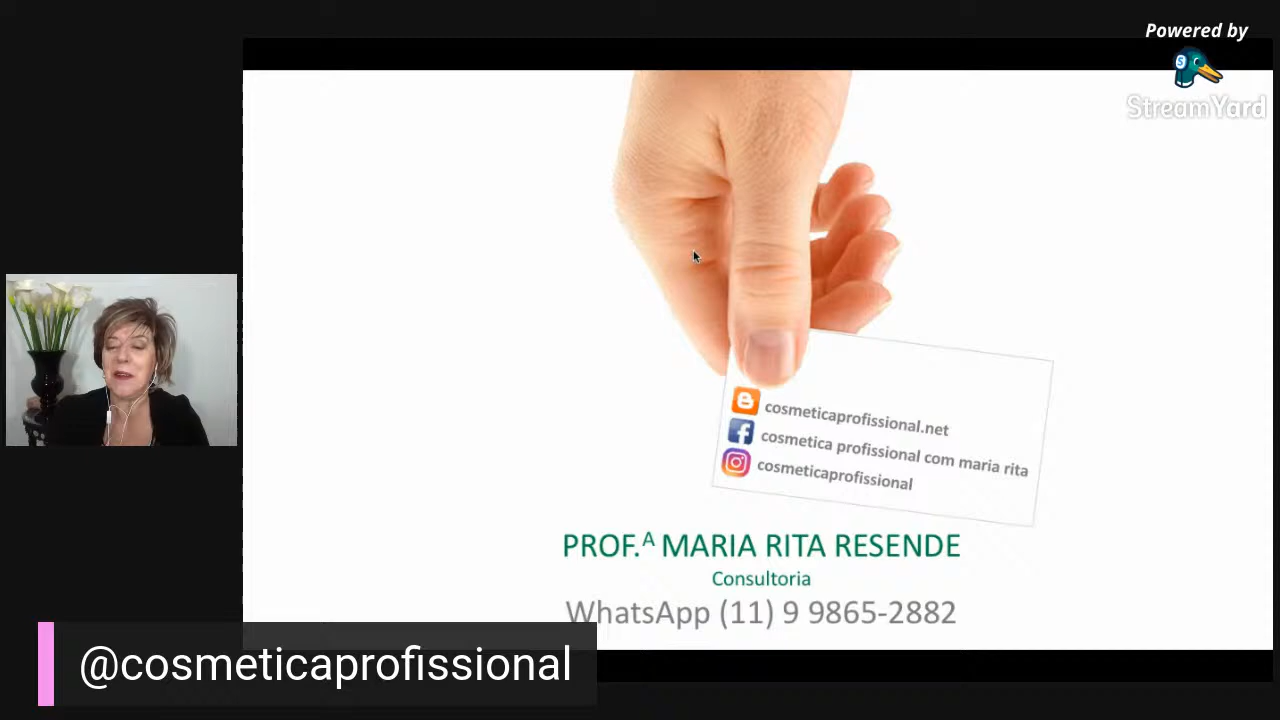 Powered by
StreamYard
cosmeticaprofissional.net
cosmetica profissional com maria rita
cosmeticaprofissional
PROF.ᴬ MARIA RITA RESENDE
Consultoria
WhatsApp (11) 9 9865-2882
@cosmeticaprofissional